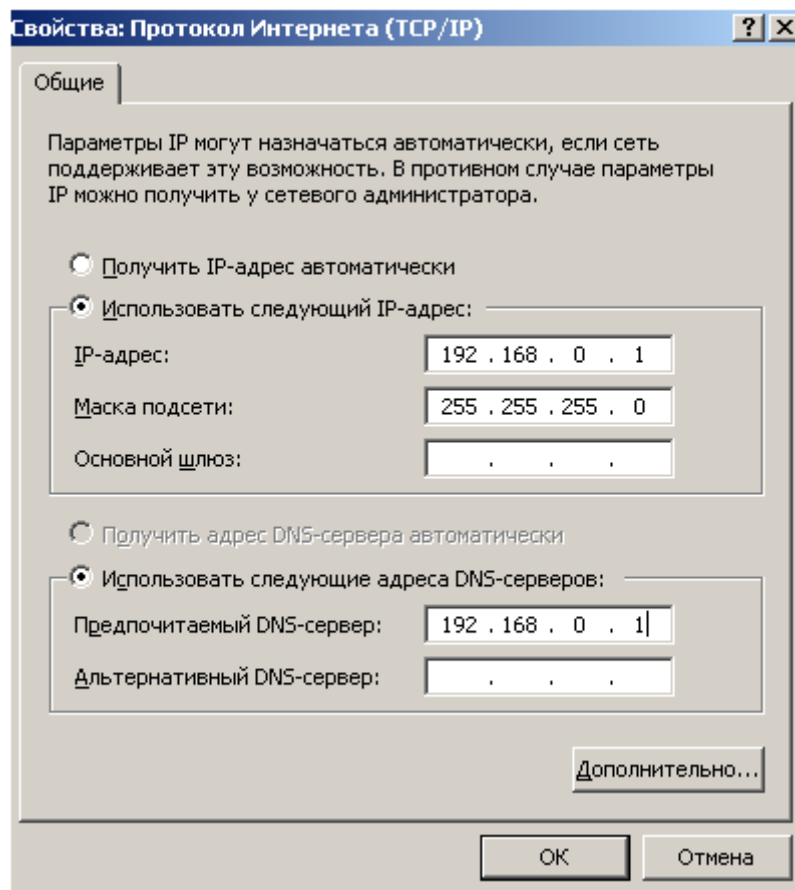 Свойства: Протокол Интернета (TCP/IP)
Общие
Параметры IP могут назначаться автоматически, если сеть
поддерживает эту возможность. В противном случае параметры
IP можно получить у сетевого администратора.
Получить IP-адрес автоматически
Использовать следующий IP-адрес:
IP-адрес: 192 . 168 . 0 . 1
Маска подсети: 255 . 255 . 255 . 0
Основной шлюз: . . .
Получить адрес DNS-сервера автоматически
Использовать следующие адреса DNS-серверов:
Предпочитаемый DNS-сервер: 192 . 168 . 0 . 1
Альтернативный DNS-сервер: . . .
Дополнительно...
ОК Отмена